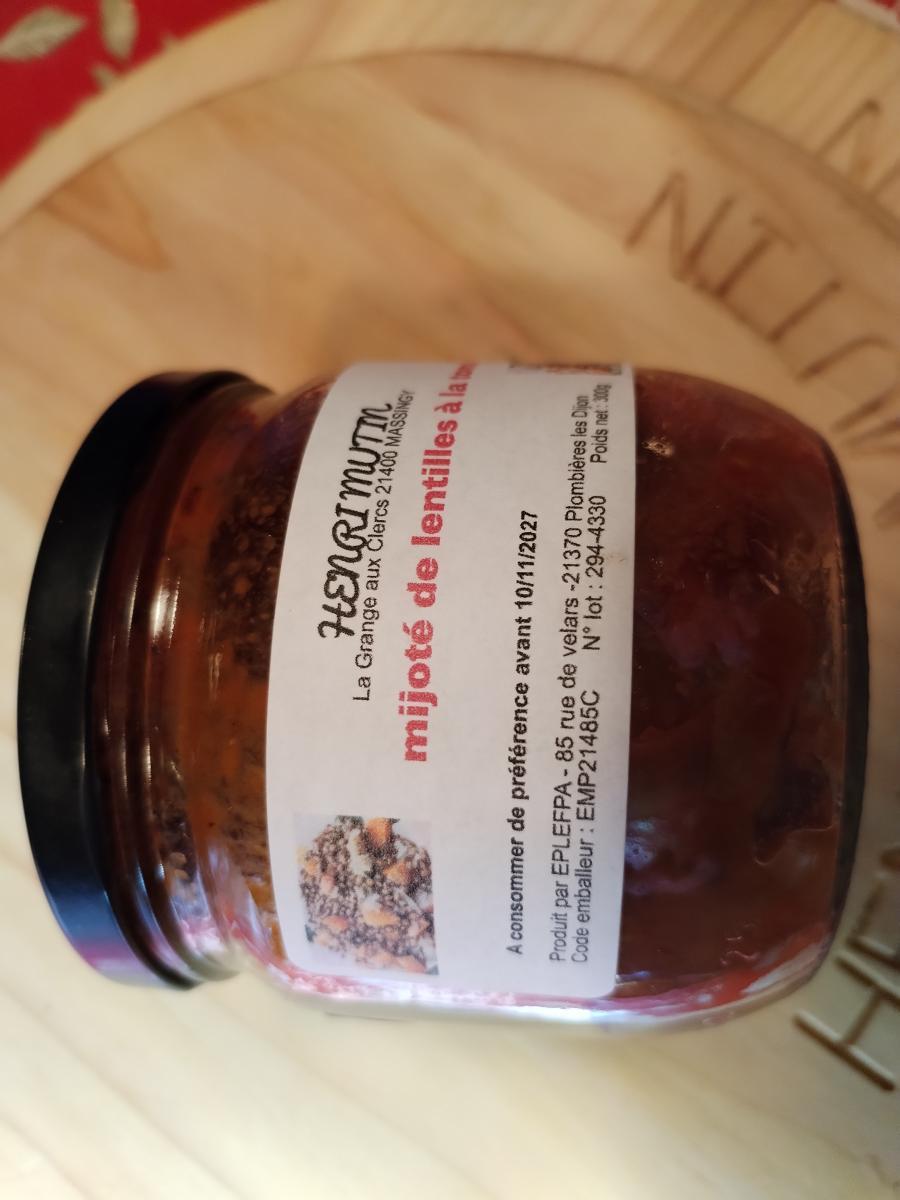 HENRI MUTIN
La Grange aux Clercs 21400 MASSINGY
mijoté de lentilles à la
A consommer de préférence avant 10/11/2027
Produit par EPLEFPA - 85 rue de velars -21370 Plombières les Dijon
Code emballeur : EMP21485C N° lot : 294-4330 Poids net : 300g